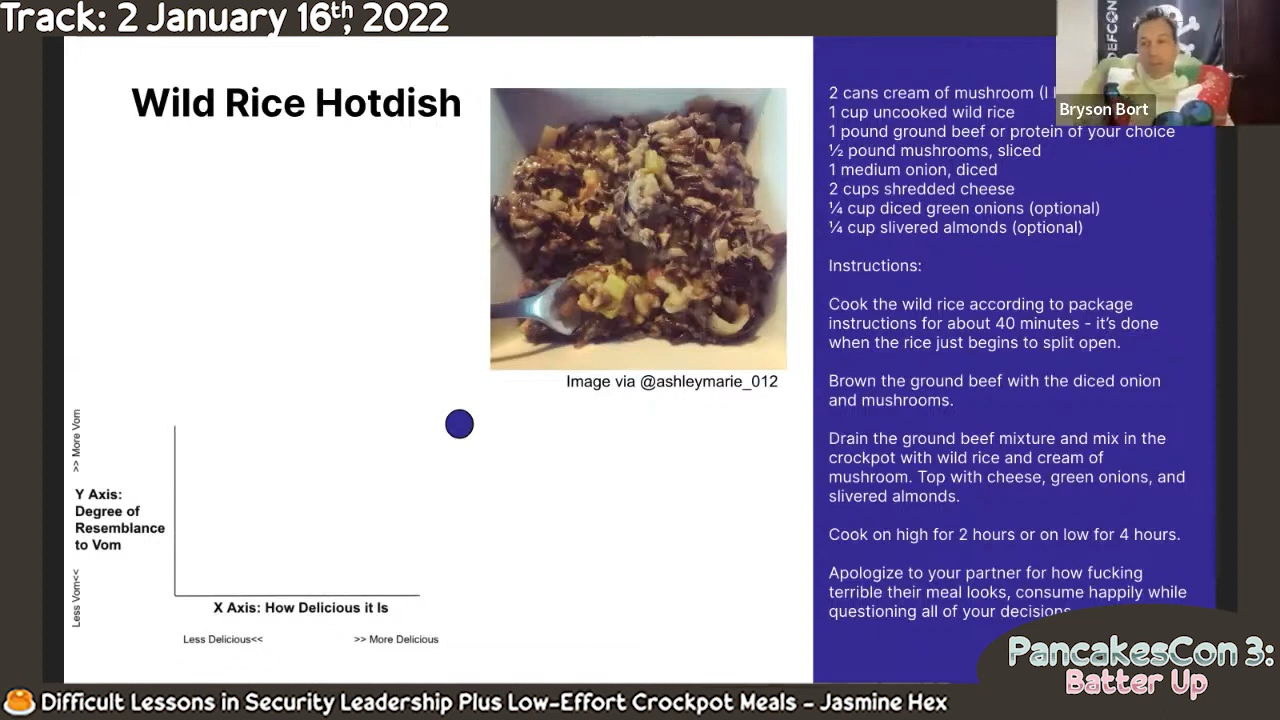 Track: 2 January 16th, 2022
DEFCON
Bryson Bort
Wild Rice Hotdish
Image via @ashleymarie_012
2 cans cream of mushroom (I
1 cup uncooked wild rice
1 pound ground beef or protein of your choice
½ pound mushrooms, sliced
1 medium onion, diced
2 cups shredded cheese
¼ cup diced green onions (optional)
¼ cup slivered almonds (optional)
Instructions:
Cook the wild rice according to package
instructions for about 40 minutes - it’s done
when the rice just begins to split open.
Brown the ground beef with the diced onion
and mushrooms.
Drain the ground beef mixture and mix in the
crockpot with wild rice and cream of
mushroom. Top with cheese, green onions, and
slivered almonds.
Cook on high for 2 hours or on low for 4 hours.
Apologize to your partner for how fucking
terrible their meal looks, consume happily while
questioning all of your decisions
>> More Vom
Y Axis:
Degree of
Resemblance
to Vom
Less Vom<<
X Axis: How Delicious it Is
Less Delicious<<
>> More Delicious
PancakesCon 3:
Batter Up
Difficult Lessons in Security Leadership Plus Low-Effort Crockpot Meals - Jasmine Hex